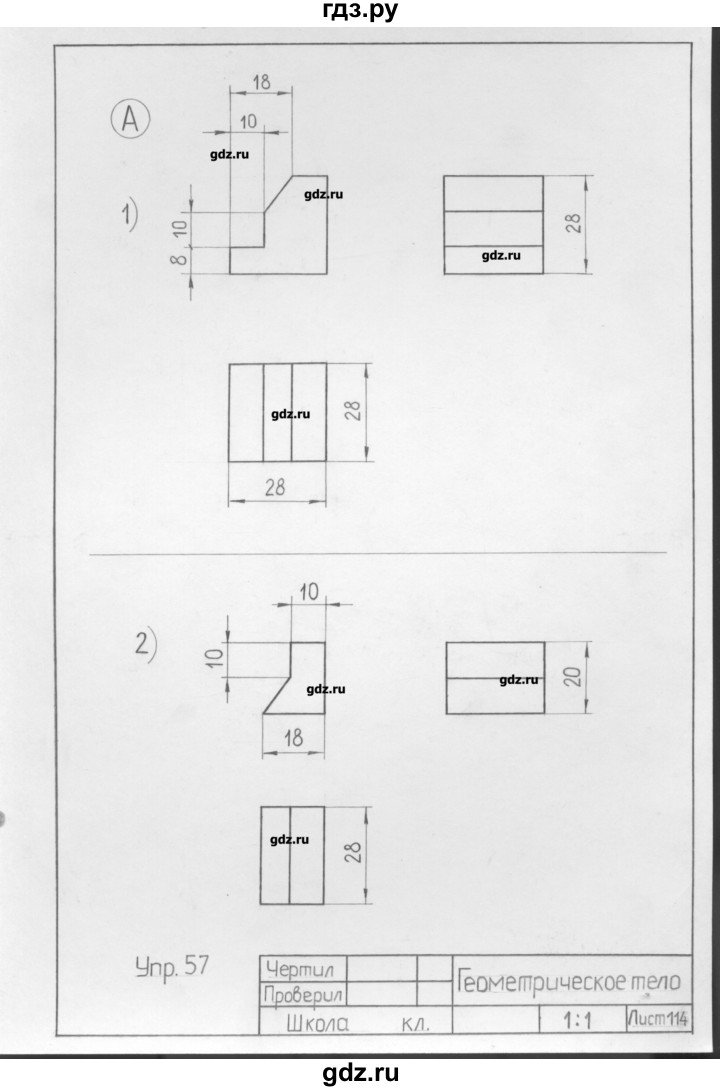 гдз.ру
18
А
10
gdz.ru
gdz.ru
1)
10
28
gdz.ru
8
gdz.ru
28
28
10
2)
10
gdz.ru
gdz.ru
20
18
gdz.ru
28
Упр. 57
Чертил
Геометрическое тело
Проверил
Школа кл.
1:1
Лист114
gdz.ru